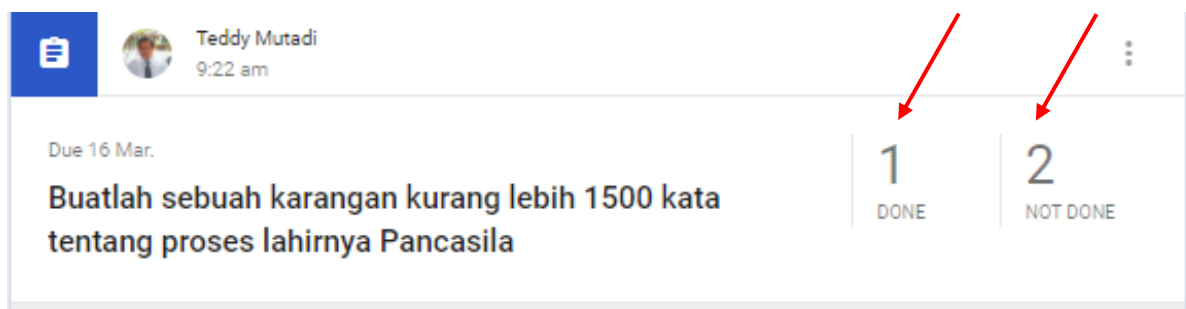 Teddy Mutadi
9:22 am
Due 16 Mar.
Buatlah sebuah karangan kurang lebih 1500 kata
tentang proses lahirnya Pancasila
1
DONE
2
NOT DONE